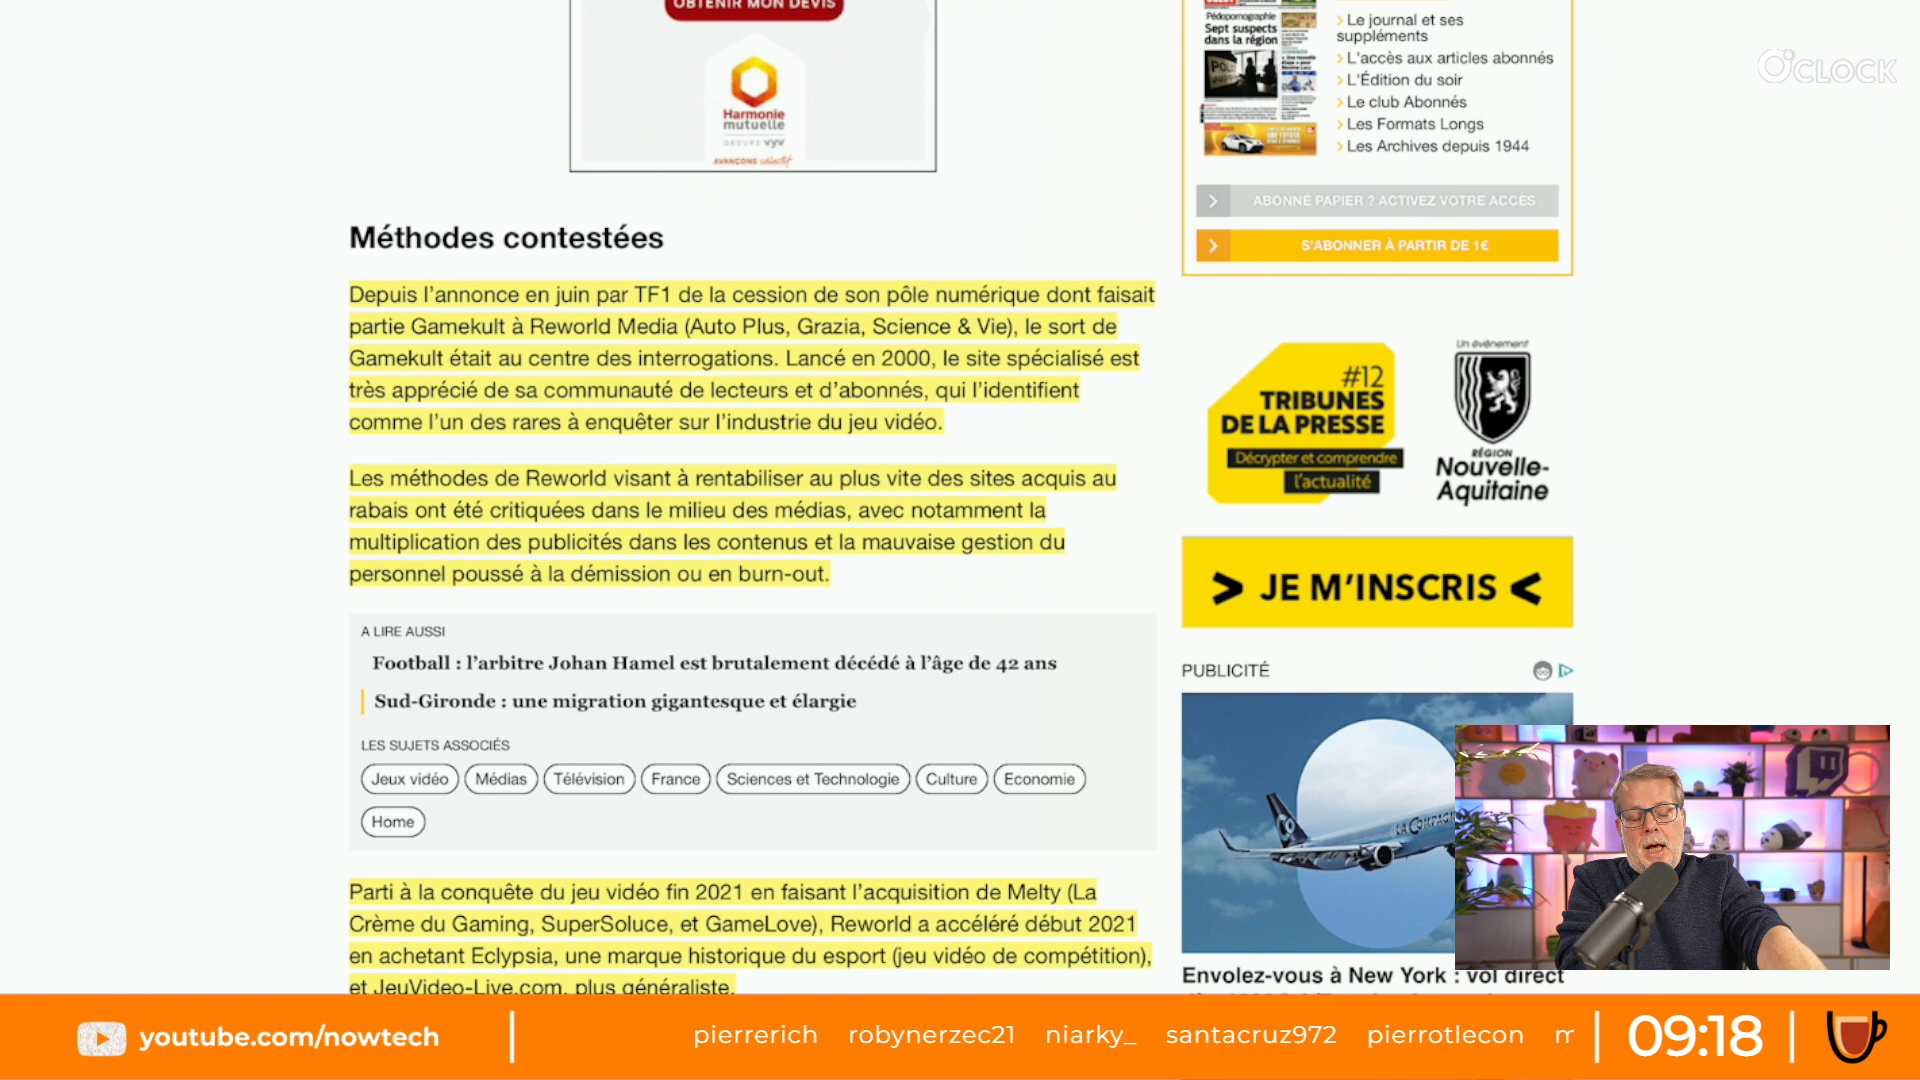 OBTENIR MON DEVIS
Harmonie
mutuelle
GROUPE vyv
AVANÇONS collectif
Pédopornographie
Sept suspects
dans la région
> Le journal et ses
suppléments
> L'accès aux articles abonnés
> L'Édition du soir
> Le club Abonnés
> Les Formats Longs
> Les Archives depuis 1944
O'CLOCK
> ABONNÉ PAPIER ? ACTIVEZ VOTRE ACCÈS
> S'ABONNER À PARTIR DE 1€
Méthodes contestées
Depuis l'annonce en juin par TF1 de la cession de son pôle numérique dont faisait
partie Gamekult à Reworld Media (Auto Plus, Grazia, Science & Vie), le sort de
Gamekult était au centre des interrogations. Lancé en 2000, le site spécialisé est
très apprécié de sa communauté de lecteurs et d'abonnés, qui l'identifient
comme l'un des rares à enquêter sur l'industrie du jeu vidéo.
Les méthodes de Reworld visant à rentabiliser au plus vite des sites acquis au
rabais ont été critiquées dans le milieu des médias, avec notamment la
multiplication des publicités dans les contenus et la mauvaise gestion du
personnel poussé à la démission ou en burn-out.
A LIRE AUSSI
Football : l'arbitre Johan Hamel est brutalement décédé à l'âge de 42 ans
Sud-Gironde : une migration gigantesque et élargie
LES SUJETS ASSOCIÉS
Jeux vidéo Médias Télévision France Sciences et Technologie Culture Economie
Home
Parti à la conquête du jeu vidéo fin 2021 en faisant l'acquisition de Melty (La
Crème du Gaming, SuperSoluce, et GameLove), Reworld a accéléré début 2021
en achetant Eclypsia, une marque historique du esport (jeu vidéo de compétition),
et JeuVideo-Live.com, plus généraliste.
#12
TRIBUNES
DE LA PRESSE
Décrypter et comprendre
l'actualité
Un événement
RÉGION
Nouvelle-
Aquitaine
> JE M'INSCRIS <
PUBLICITÉ
LA COMPAGN
Envolez-vous à New York : vol direct
youtube.com/nowtech
pierrerich robynerzec21 niarky_ santacruz972 pierrotlecon m
09:18